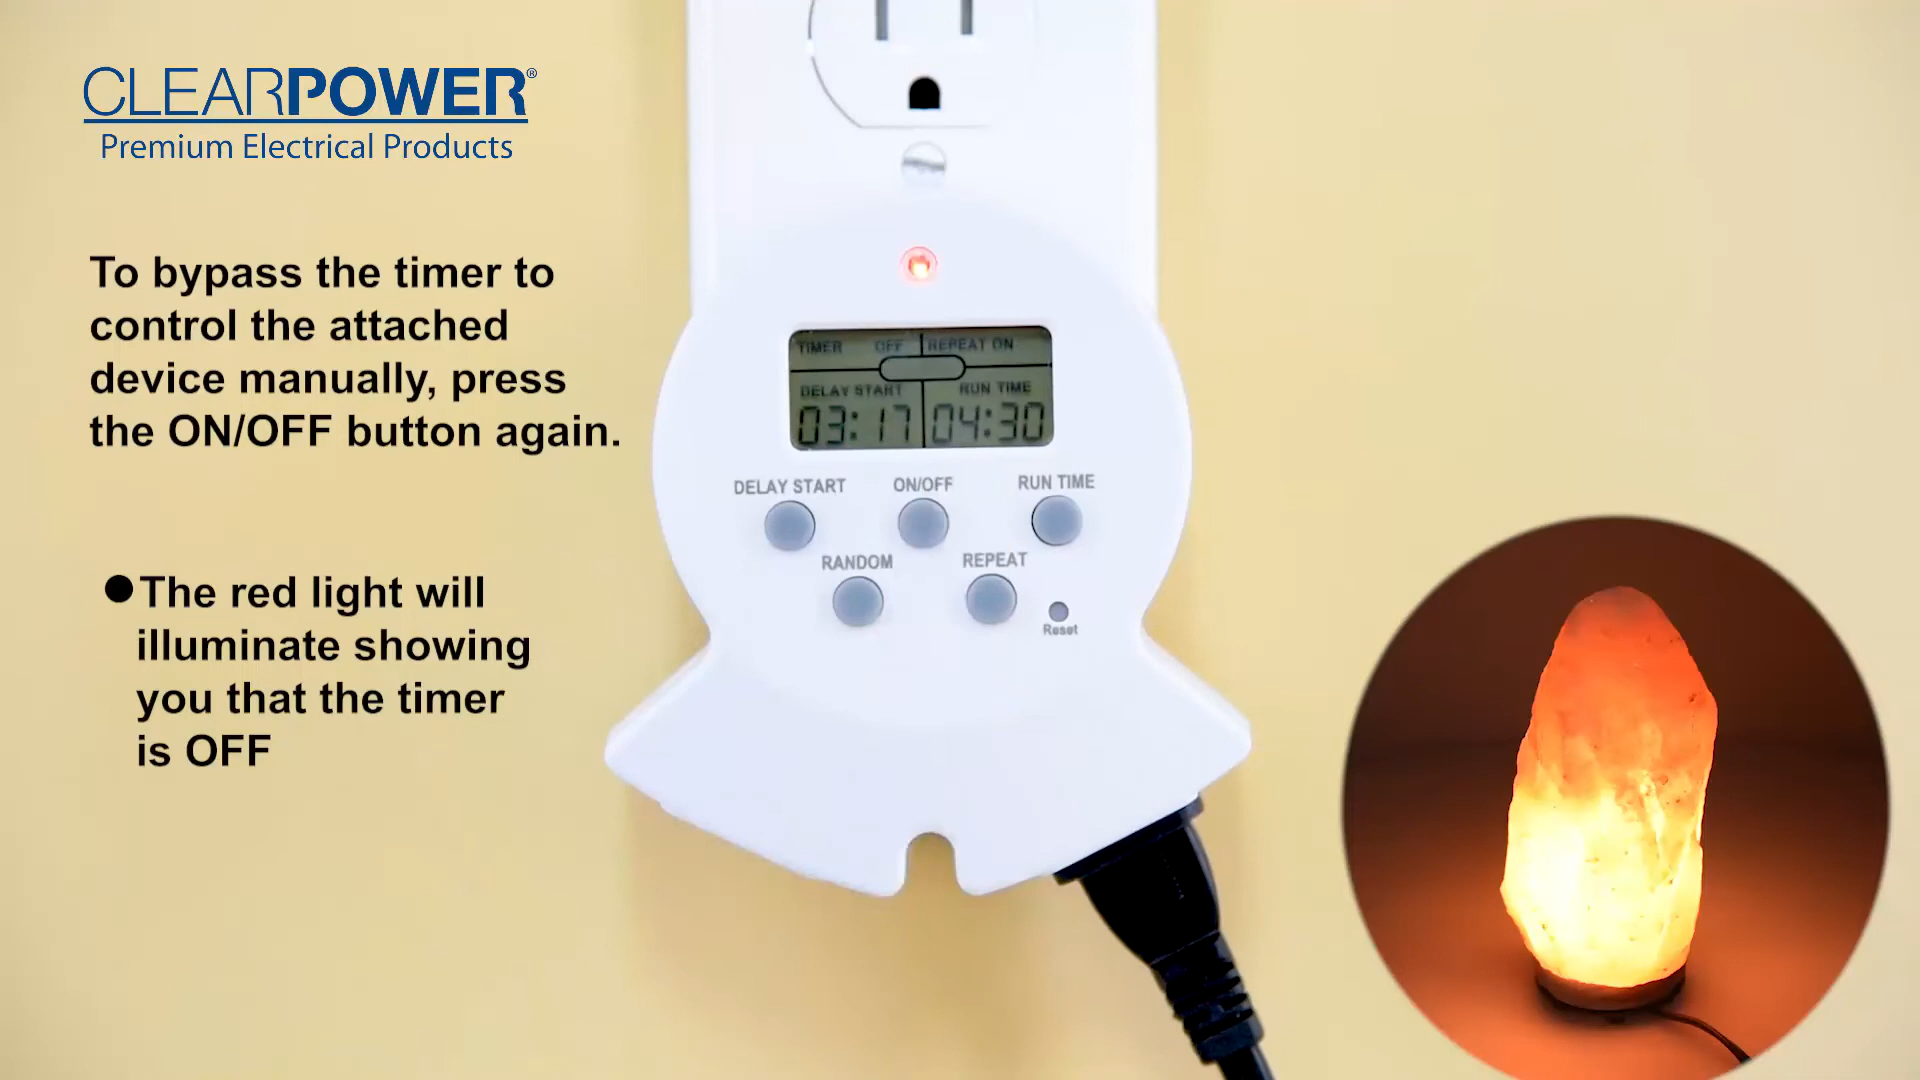 CLEARPOWER®
Premium Electrical Products
To bypass the timer to
control the attached
device manually, press
the ON/OFF button again.
●The red light will
illuminate showing
you that the timer
is OFF
TIMER OFF REPEAT ON
DELAY START RUN TIME
03:17 04:30
DELAY START ON/OFF RUN TIME
RANDOM REPEAT
Reset